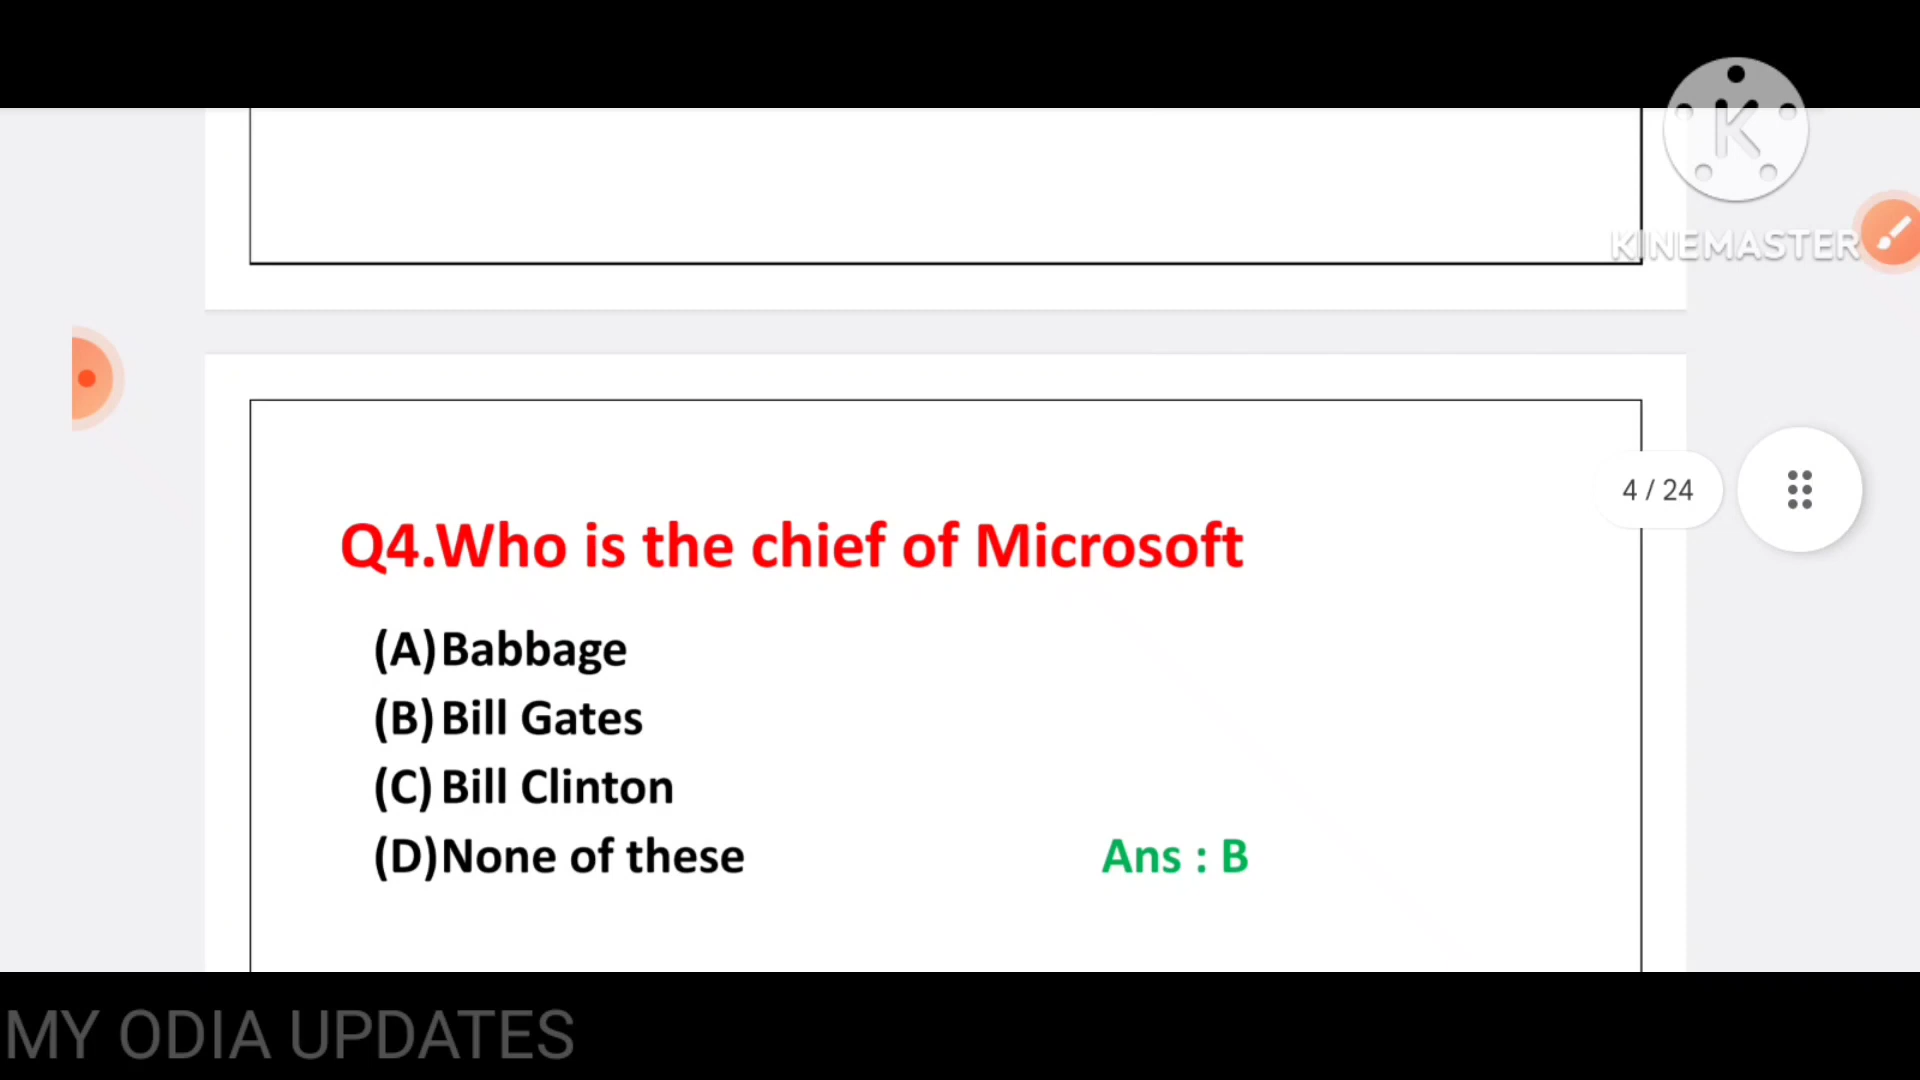 K
KINEMASTER
4 / 24
Q4.Who is the chief of Microsoft
(A)Babbage
(B)Bill Gates
(C)Bill Clinton
(D)None of these
Ans : B
MY ODIA UPDATES